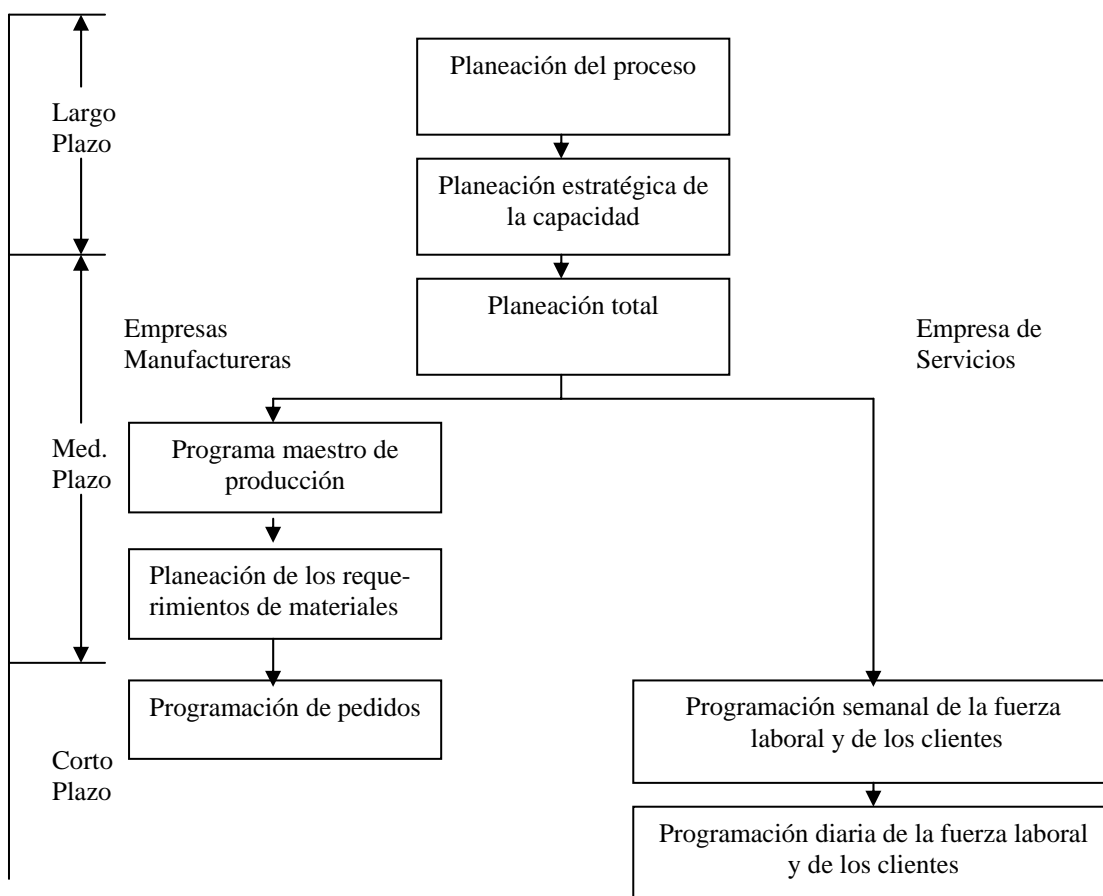 Planeación del proceso
Largo
Plazo
Planeación estratégica de
la capacidad
Planeación total
Empresas
Manufactureras
Empresa de
Servicios
Med.
Plazo
Programa maestro de
producción
Planeación de los reque-
rimientos de materiales
Programación de pedidos
Programación semanal de la fuerza
laboral y de los clientes
Corto
Plazo
Programación diaria de la fuerza laboral
y de los clientes